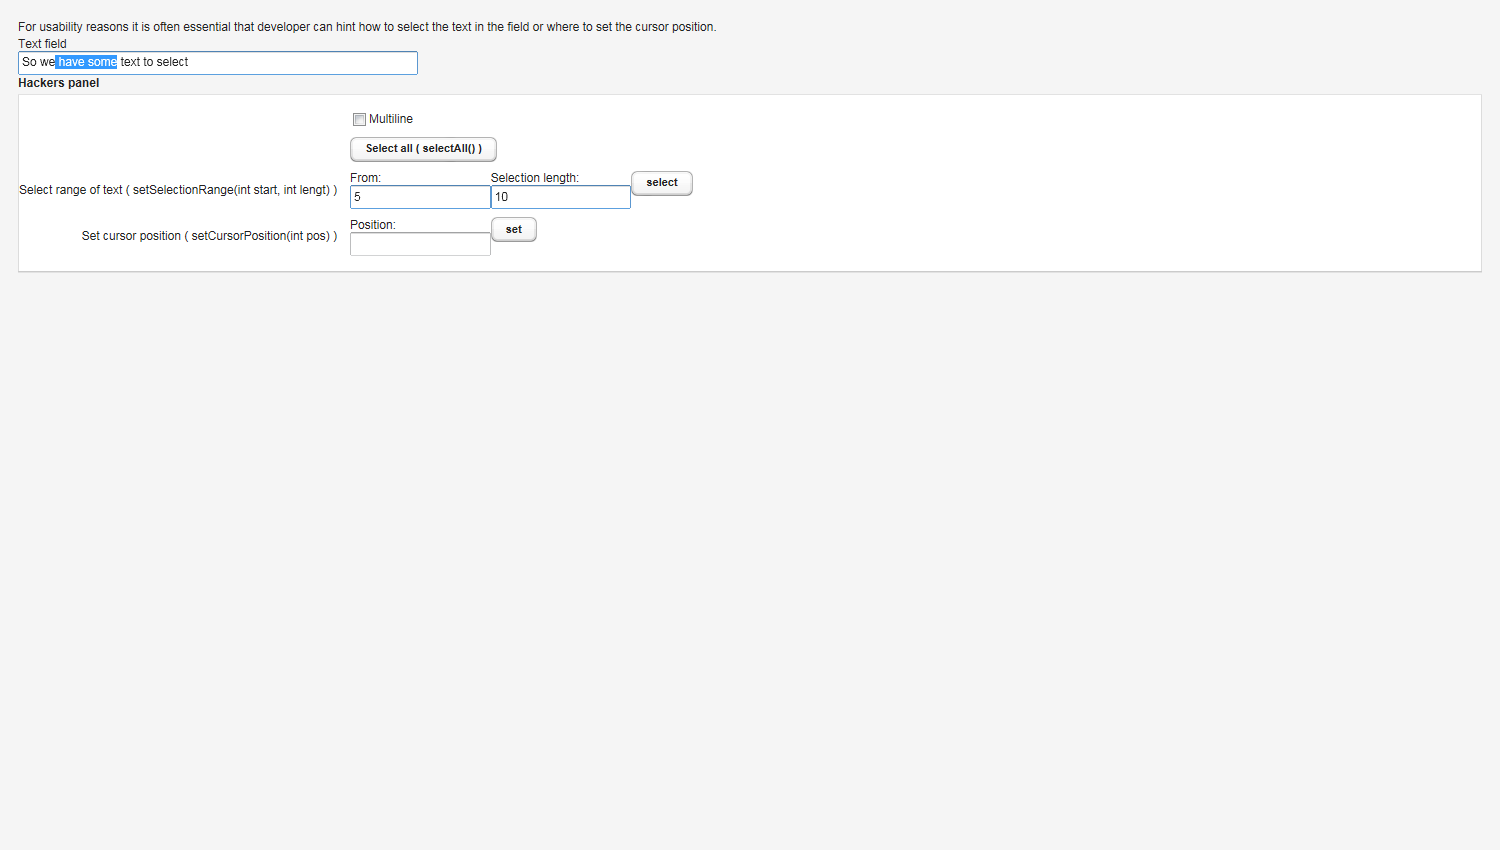 For usability reasons it is often essential that developer can hint how to select the text in the field or where to set the cursor position.
Text field
So we have some text to select
Hackers panel
Multiline
Select all ( selectAll() )
From: Selection length:
Select range of text ( setSelectionRange(int start, int lengt) ) 5 10 select
Position:
Set cursor position ( setCursorPosition(int pos) ) set